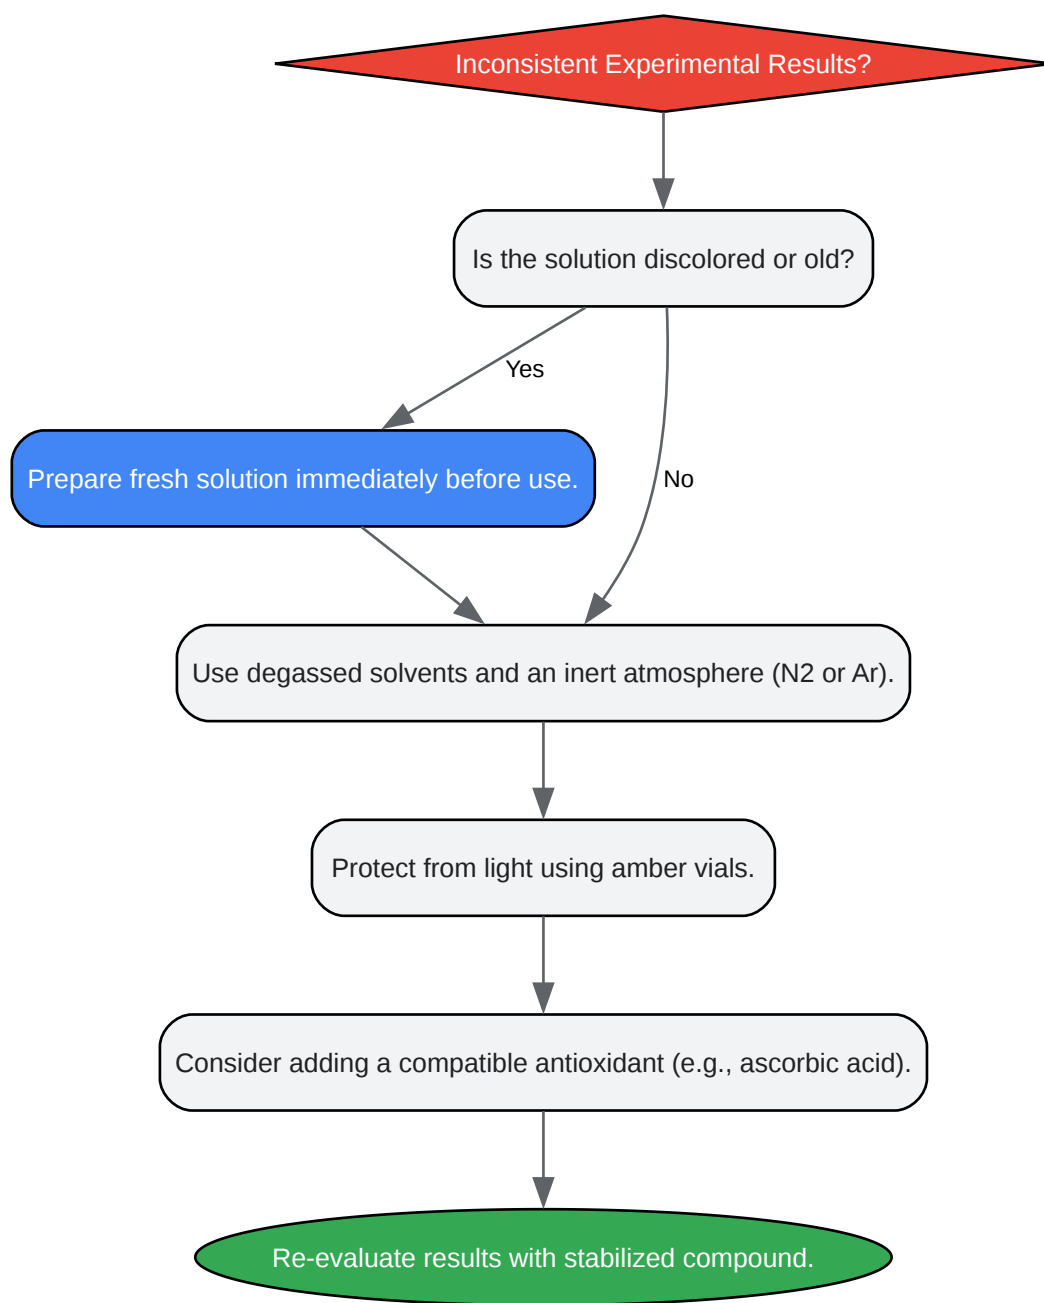 Inconsistent Experimental Results?
Is the solution discolored or old?
Yes
Prepare fresh solution immediately before use.
No
Use degassed solvents and an inert atmosphere (N2 or Ar).
Protect from light using amber vials.
Consider adding a compatible antioxidant (e.g., ascorbic acid).
Re-evaluate results with stabilized compound.